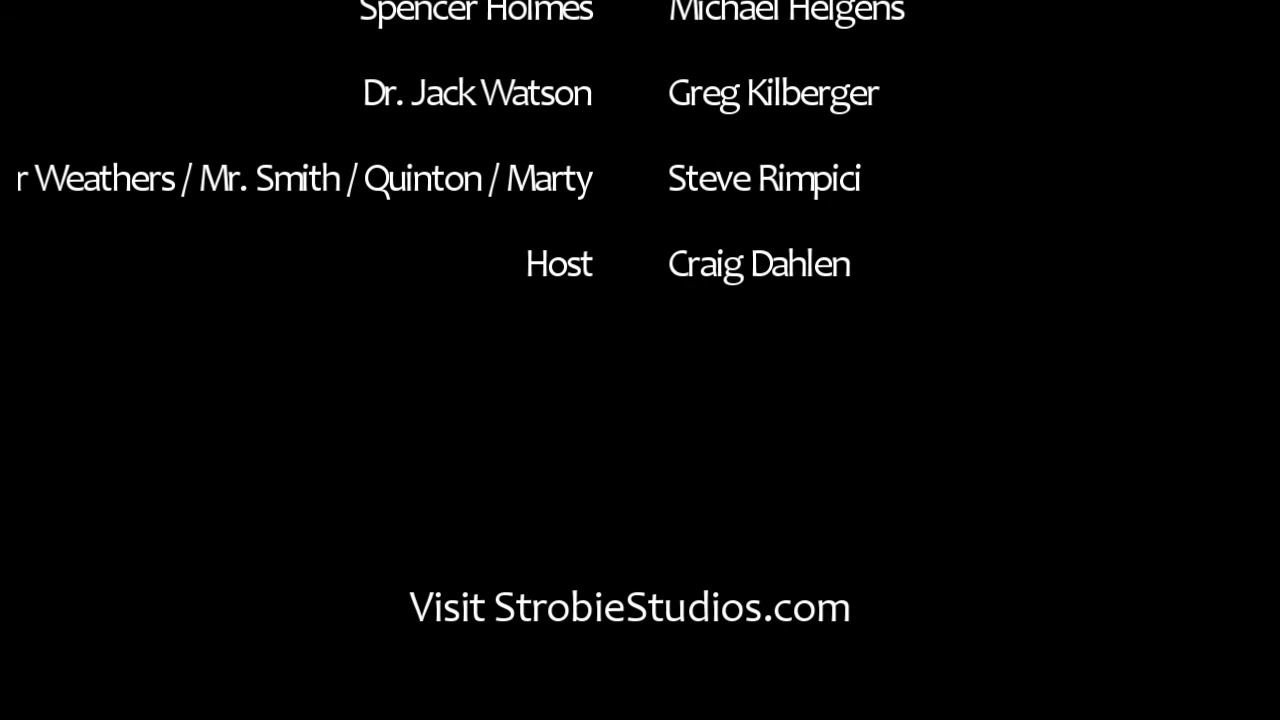 Spencer Holmes Michael Helgens
Dr. Jack Watson Greg Kilberger
r Weathers / Mr. Smith / Quinton / Marty Steve Rimpici
Host Craig Dahlen
Visit StrobieStudios.com